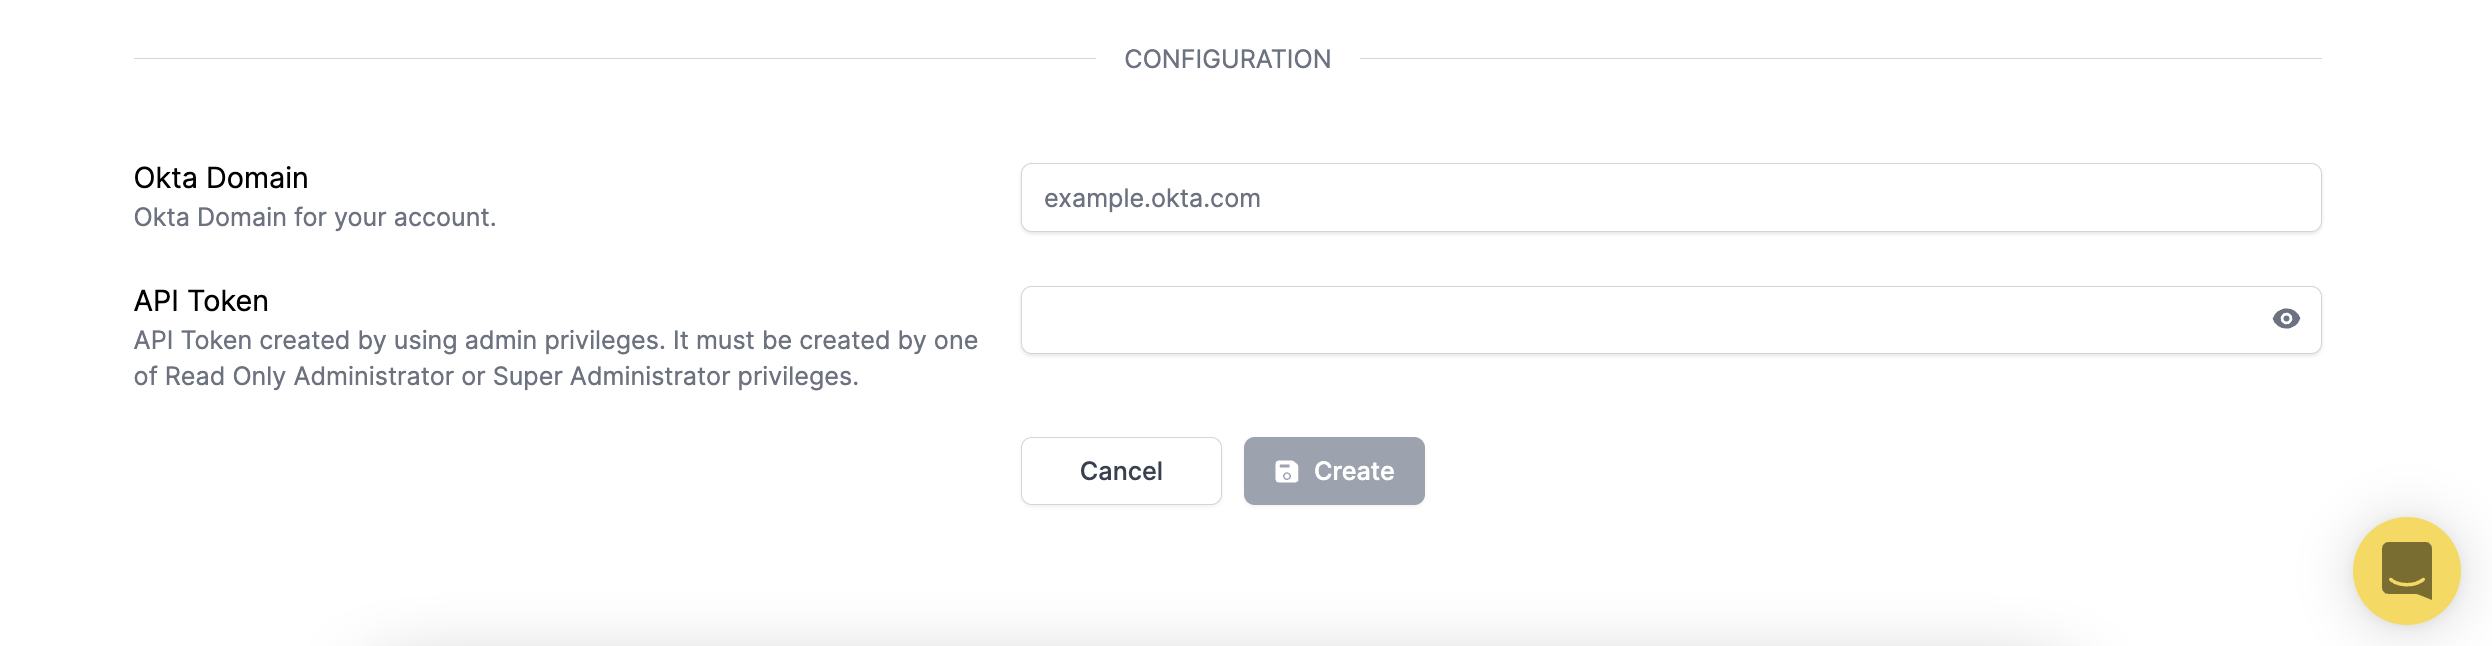 CONFIGURATION
Okta Domain
Okta Domain for your account.
example.okta.com
API Token
API Token created by using admin privileges. It must be created by one
of Read Only Administrator or Super Administrator privileges.
Cancel
Create